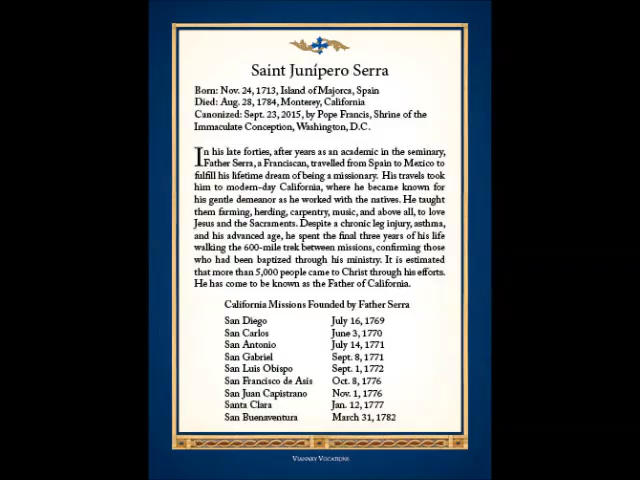 Saint Junípero Serra
Born: Nov. 24, 1713, Island of Majorca, Spain
Died: Aug. 28, 1784, Monterey, California
Canonized: Sept. 23, 2015, by Pope Francis, Shrine of the
Immaculate Conception, Washington, D.C.
In his late forties, after years as an academic in the seminary,
Father Serra, a Franciscan, travelled from Spain to Mexico to
fulfill his lifetime dream of being a missionary. His travels took
him to modern-day California, where he became known for
his gentle demeanor as he worked with the natives. He taught
them farming, herding, carpentry, music, and above all, to love
Jesus and the Sacraments. Despite a chronic leg injury, asthma,
and his advanced age, he spent the final three years of his life
walking the 600-mile trek between missions, confirming those
who had been baptized through his ministry. It is estimated
that more than 5,000 people came to Christ through his efforts.
He has come to be known as the Father of California.
California Missions Founded by Father Serra
San Diego July 16, 1769
San Carlos June 3, 1770
San Antonio July 14, 1771
San Gabriel Sept. 8, 1771
San Luis Obispo Sept. 1, 1772
San Francisco de Asis Oct. 8, 1776
San Juan Capistrano Nov. 1, 1776
Santa Clara Jan. 12, 1777
San Buenaventura March 31, 1782
Vianney Vocations